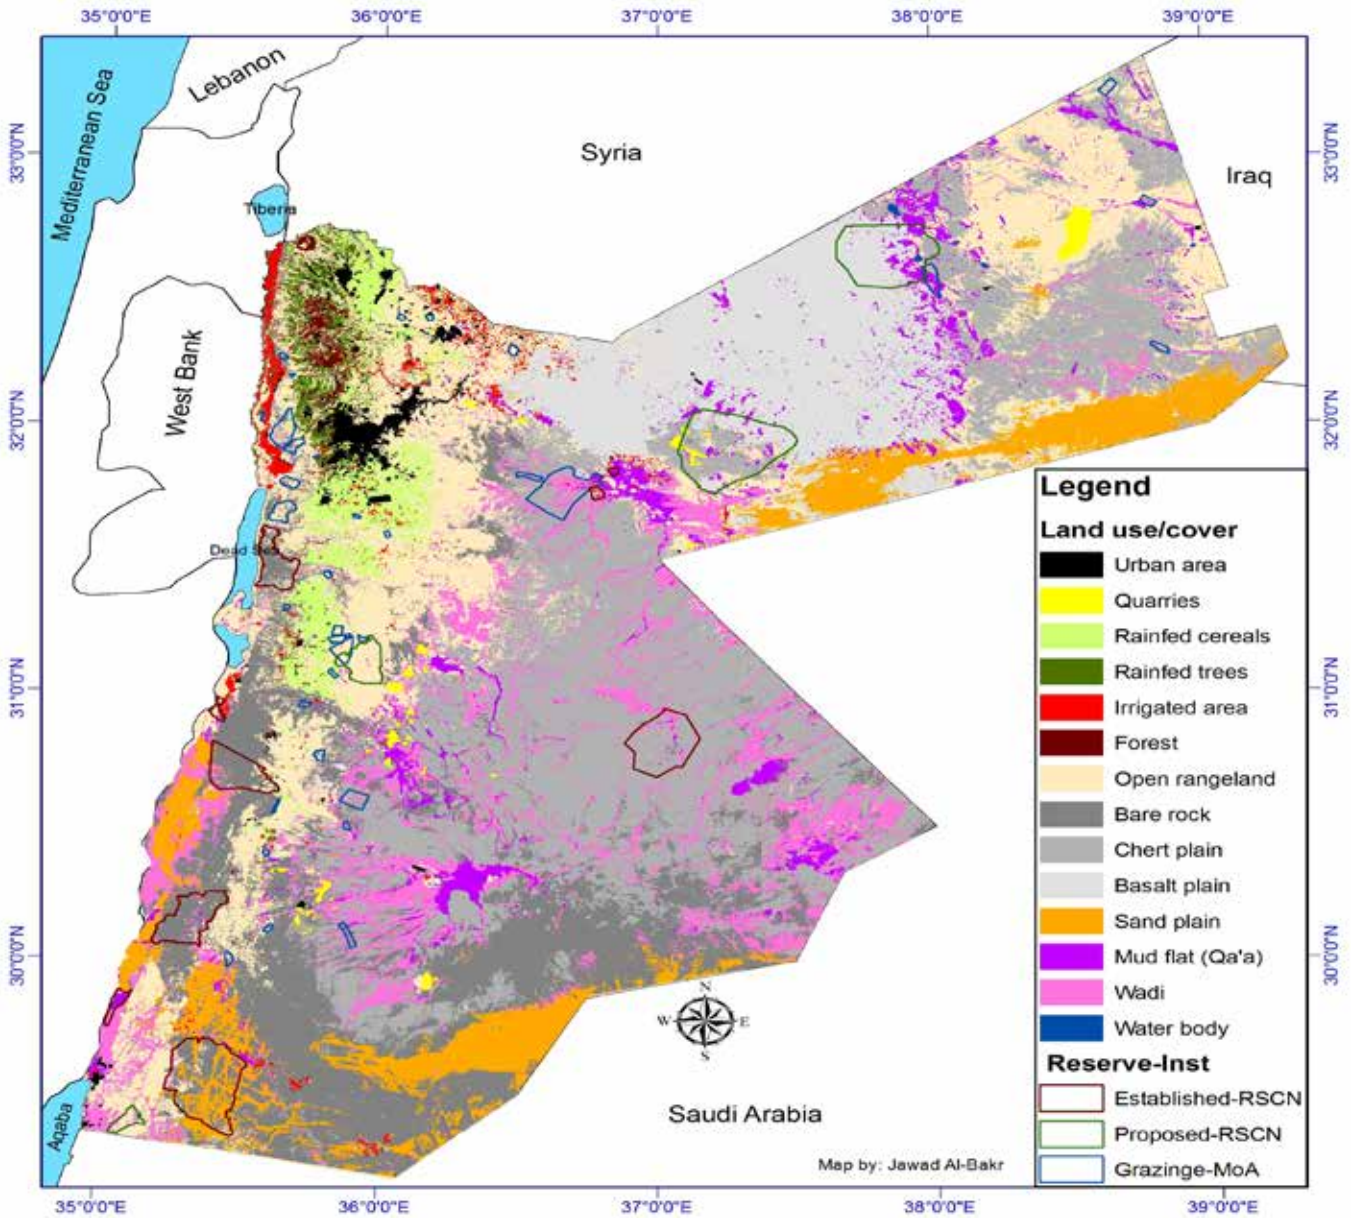 35°0'0"E 36°0'0"E 37°0'0"E 38°0'0"E 39°0'0"E
Lebanon
Mediterranean Sea
Syria
33°0'0"N
33°0'0"N
Iraq
Tiberia
West Bank
32°0'0"N
32°0'0"N
Dead Sea
31°0'0"N
31°0'0"N
30°0'0"N
30°0'0"N
Legend
Land use/cover
Urban area
Quarries
Rainfed cereals
Rainfed trees
Irrigated area
Forest
Open rangeland
Bare rock
Chert plain
Basalt plain
Sand plain
Mud flat (Qa'a)
Wadi
Water body
Reserve-Inst
Established-RSCN
Proposed-RSCN
Grazinge-MoA
N
W E
S
Saudi Arabia
Aqaba
Map by: Jawad Al-Bakr
35°0'0"E 36°0'0"E 37°0'0"E 38°0'0"E 39°0'0"E